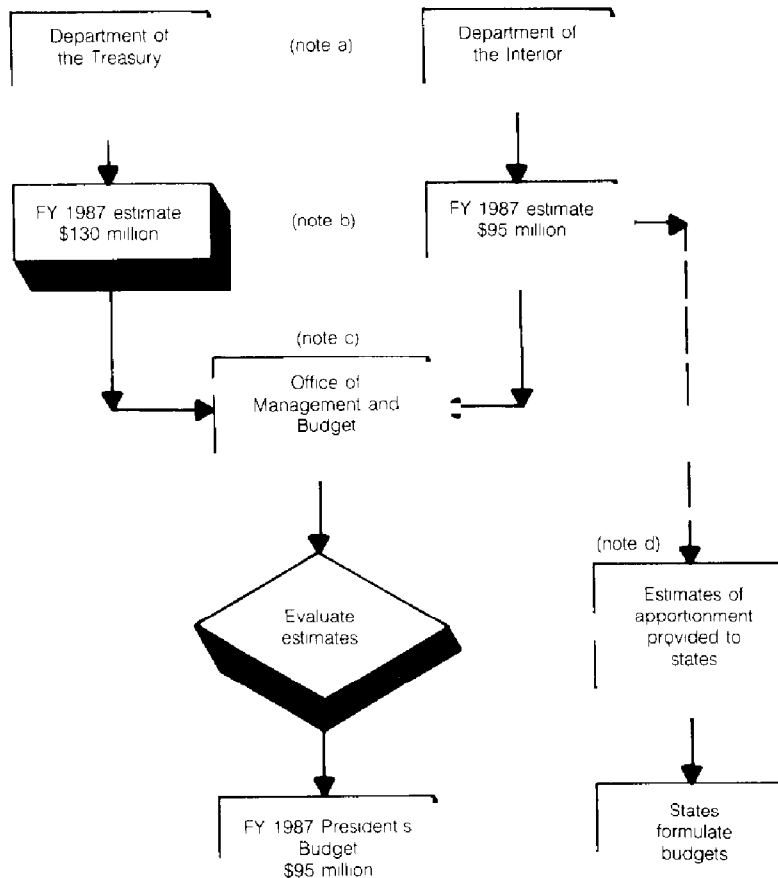 Department of
the Treasury
(note a)
Department of
the Interior
FY 1987 estimate
$130 million
(note b)
FY 1987 estimate
$95 million
(note c)
Office of
Management and
Budget
(note d)
Evaluate
estimates
Estimates of
apportionment
provided to
states
FY 1987 President's
Budget
$95 million
States
formulate
budgets